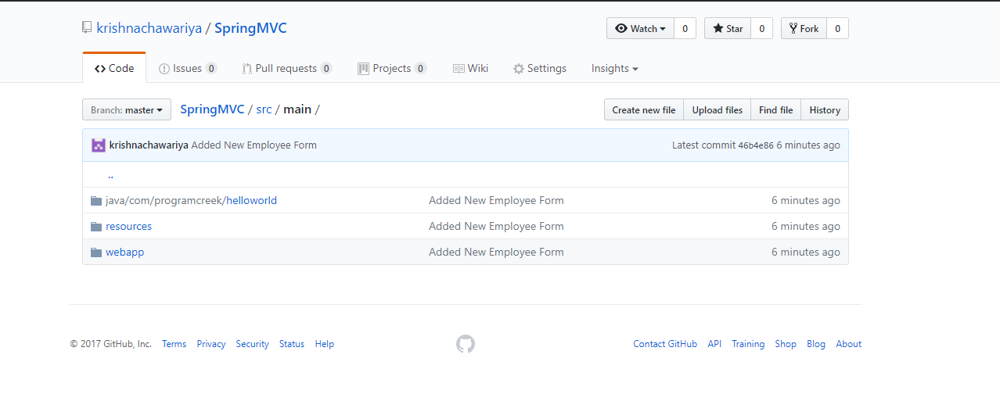 krishnachawariya / SpringMVC Watch 0 Star 0 Fork 0
Code Issues 0 Pull requests 0 Projects 0 Wiki Settings Insights
Branch: master SpringMVC / src / main / Create new file Upload files Find file History
krishnachawariya Added New Employee Form Latest commit 46b4e86 6 minutes ago
..
java/com/programcreek/helloworld Added New Employee Form 6 minutes ago
resources Added New Employee Form 6 minutes ago
webapp Added New Employee Form 6 minutes ago
© 2017 GitHub, Inc. Terms Privacy Security Status Help Contact GitHub API Training Shop Blog About